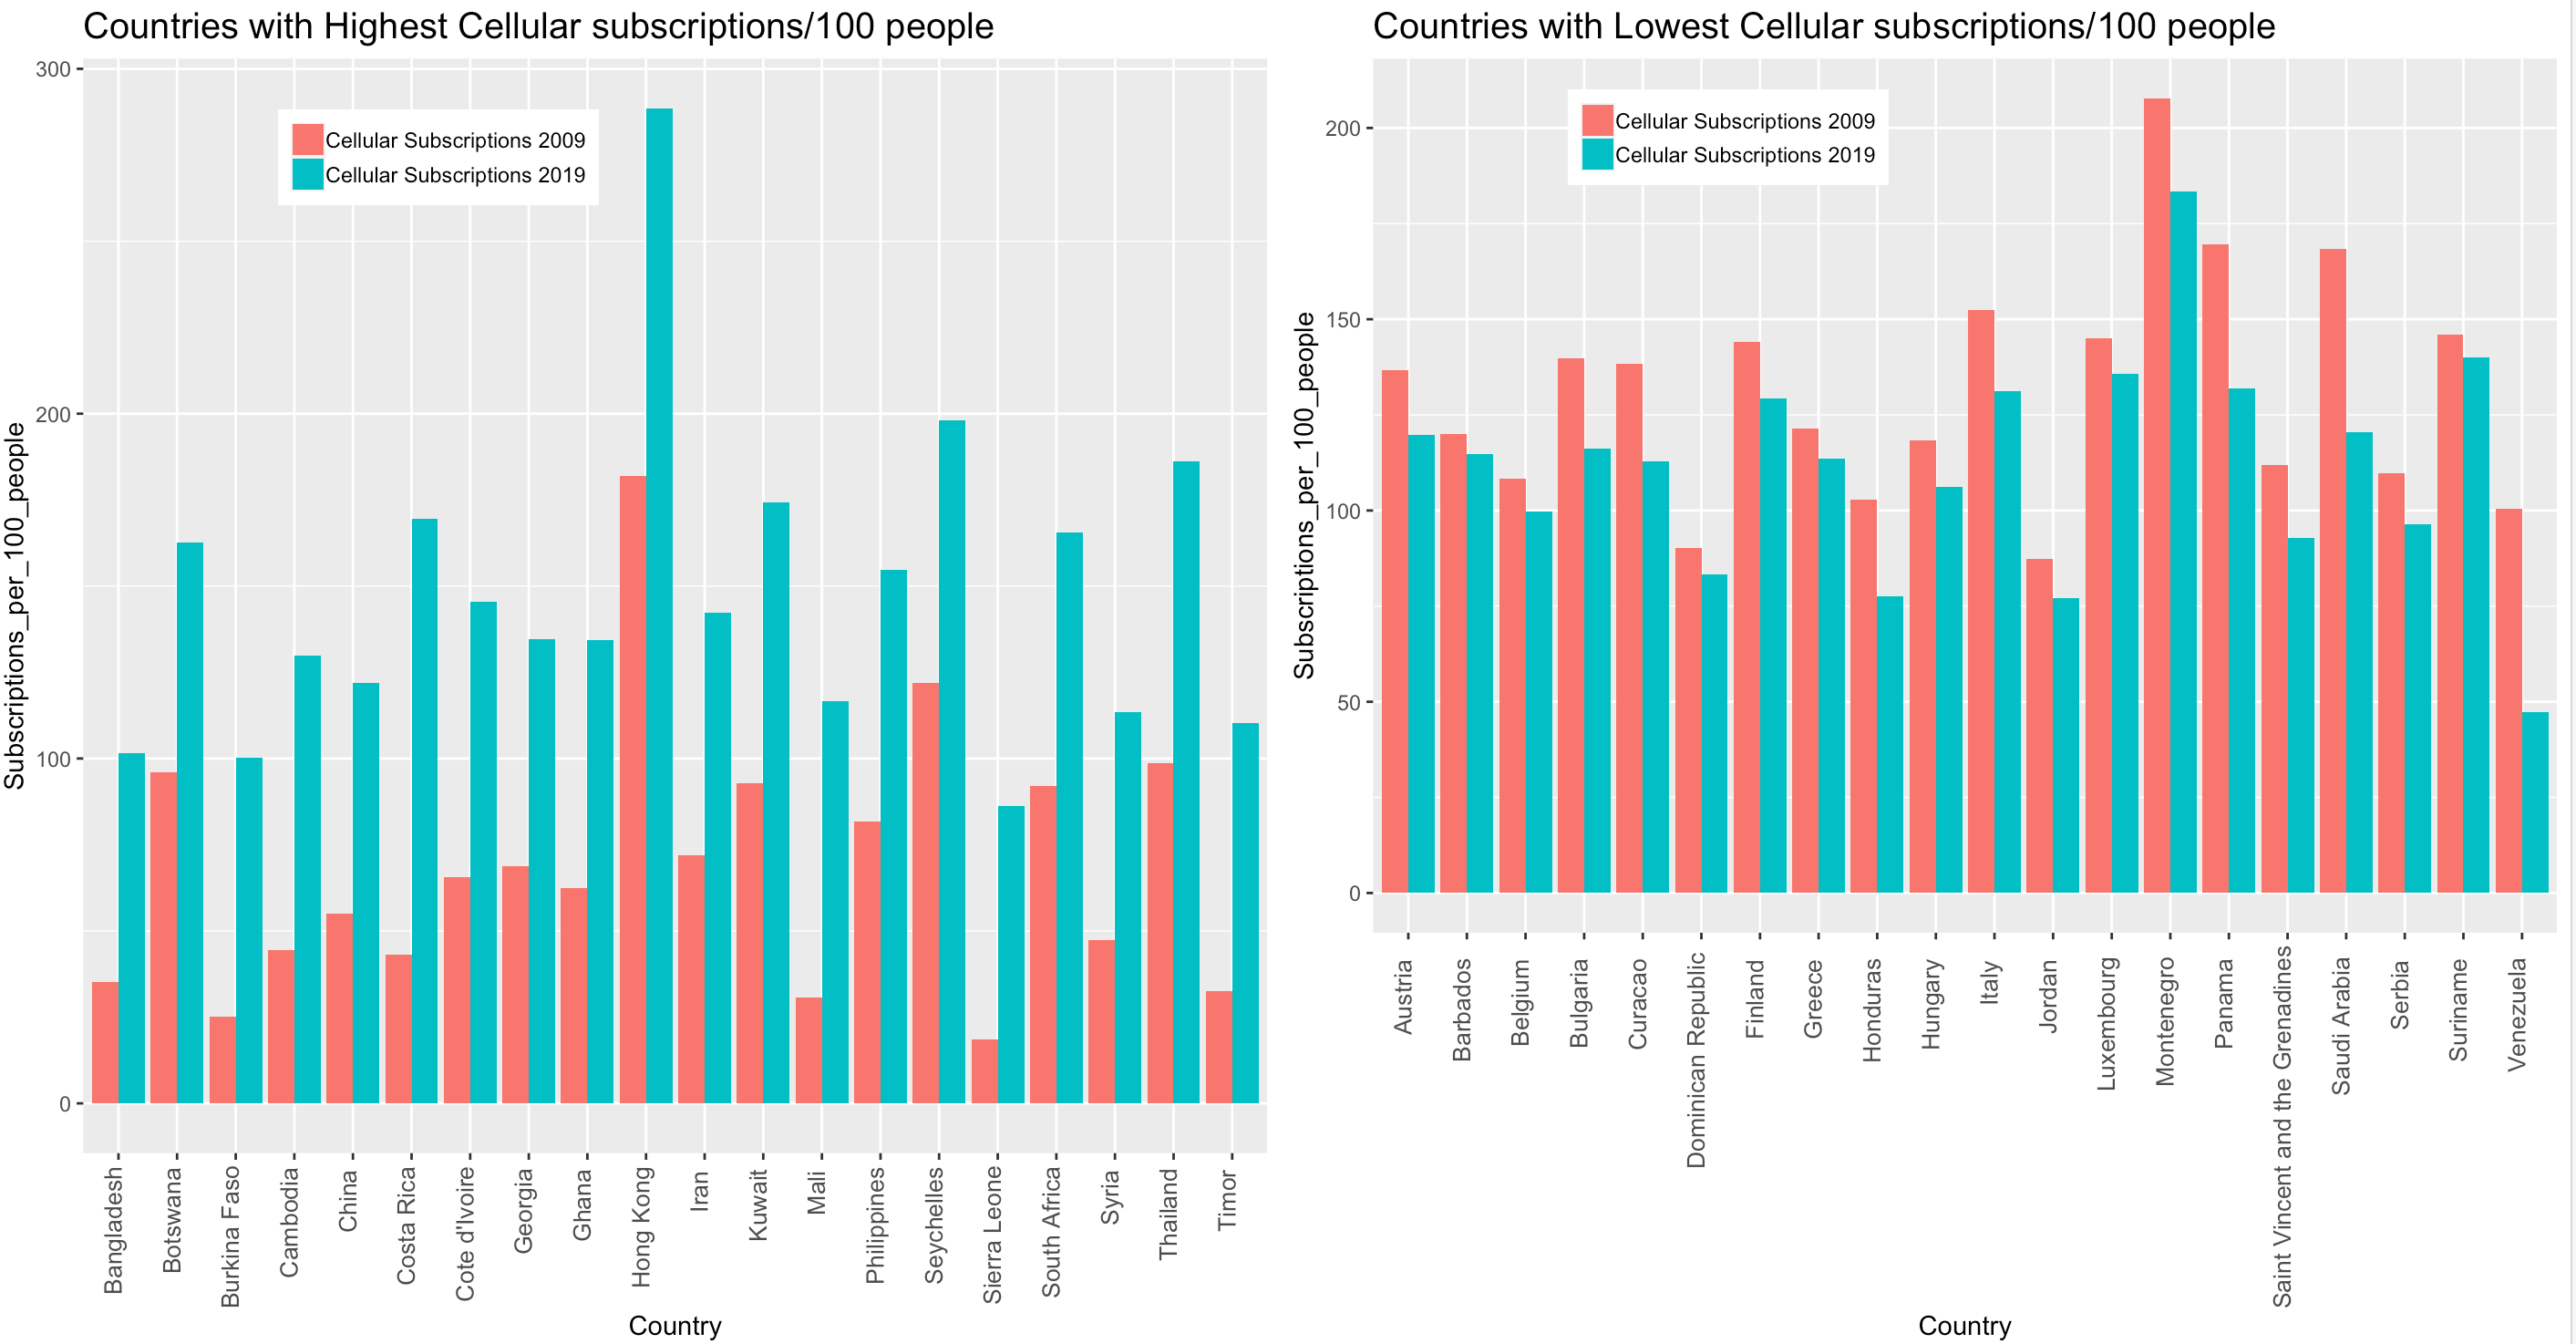 Countries with Highest Cellular subscriptions/100 people
Cellular Subscriptions 2009
Cellular Subscriptions 2019
Subscriptions_per_100_people
300
200
100
0
Bangladesh
Botswana
Burkina Faso
Cambodia
China
Costa Rica
Cote d'Ivoire
Georgia
Ghana
Hong Kong
Iran
Kuwait
Mali
Philippines
Seychelles
Sierra Leone
South Africa
Syria
Thailand
Timor
Country
Countries with Lowest Cellular subscriptions/100 people
Cellular Subscriptions 2009
Cellular Subscriptions 2019
Subscriptions_per_100_people
200
150
100
50
0
Austria
Barbados
Belgium
Bulgaria
Curacao
Dominican Republic
Finland
Greece
Honduras
Hungary
Italy
Jordan
Luxembourg
Montenegro
Panama
Saint Vincent and the Grenadines
Saudi Arabia
Serbia
Suriname
Venezuela
Country